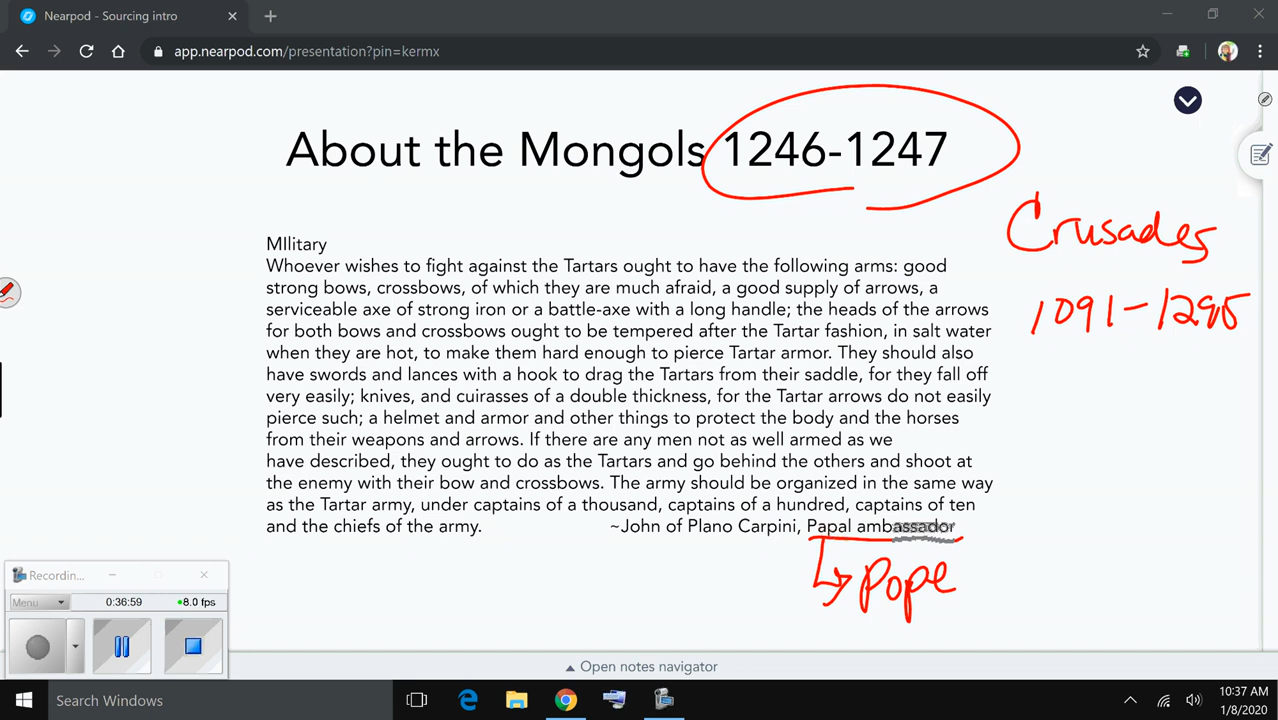 Nearpod - Sourcing intro
app.nearpod.com/presentation?pin=kermx
About the Mongols 1246-1247
Crusades
1091-1295
MIlitary
Whoever wishes to fight against the Tartars ought to have the following arms: good
strong bows, crossbows, of which they are much afraid, a good supply of arrows, a
serviceable axe of strong iron or a battle-axe with a long handle; the heads of the arrows
for both bows and crossbows ought to be tempered after the Tartar fashion, in salt water
when they are hot, to make them hard enough to pierce Tartar armor. They should also
have swords and lances with a hook to drag the Tartars from their saddle, for they fall off
very easily; knives, and cuirasses of a double thickness, for the Tartar arrows do not easily
pierce such; a helmet and armor and other things to protect the body and the horses
from their weapons and arrows. If there are any men not as well armed as we
have described, they ought to do as the Tartars and go behind the others and shoot at
the enemy with their bow and crossbows. The army should be organized in the same way
as the Tartar army, under captains of a thousand, captains of a hundred, captains of ten
and the chiefs of the army. ~John of Plano Carpini, Papal ambassador
Pope
Recordin...
Menu 0:36:59 8.0 fps
Open notes navigator
Search Windows
10:37 AM
1/8/2020